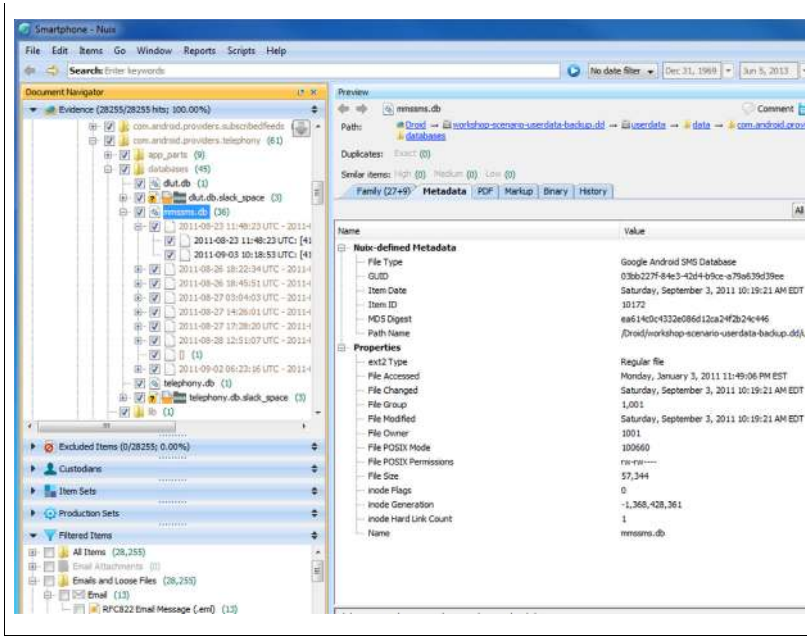 Smartphone - Nuix
File Edit Items Go Window Reports Scripts Help
Search: Enter keywords
No date filter
Dec 31, 1969
Jun 5, 2013
Document Navigator
Evidence (28255/28255 hits; 100.00%)
com.android.providers.subscribedfeeds
com.android.providers.telephony (61)
app_parts (9)
databases (45)
dlut.db (1)
dlut.db.slack_space (3)
mmssms.db (36)
2011-08-23 11:48:23 UTC - 2011-
2011-08-23 11:48:23 UTC: [41
2011-09-03 10:18:53 UTC: [41
2011-08-26 18:22:34 UTC - 2011-
2011-08-26 18:45:51 UTC - 2011-
2011-08-27 03:04:03 UTC - 2011-
2011-08-27 14:26:01 UTC - 2011-
2011-08-27 17:28:20 UTC - 2011-
2011-08-28 12:51:07 UTC - 2011-
[] (1)
2011-09-02 06:23:16 UTC - 2011-
telephony.db (1)
telephony.db.slack_space (3)
lib (1)
Excluded Items (0/28255; 0.00%)
Custodians
Item Sets
Production Sets
Filtered Items
All Items (28,255)
Email Attachments (0)
Emails and Loose Files (28,255)
Email (13)
RFC822 Email Message (.eml) (13)
Preview
mmssms.db
Comment
Path: Droid → workshop-scenario-userdata-backup.dd → userdata → data → com.android.prov
databases
Duplicates: Exact (0)
Similar items: High (0) Medium (0) Low (0)
Family (27+9) Metadata PDF Markup Binary History
All
Name Value
Nuix-defined Metadata
File Type Google Android SMS Database
GUID 03bb227f-84e3-42d4-b9ce-a79a639d39ee
Item Date Saturday, September 3, 2011 10:19:21 AM EDT
Item ID 10172
MD5 Digest ea614c0c4332e086d12ca24f2b24c446
Path Name /Droid/workshop-scenario-userdata-backup.dd/u
Properties
ext2 Type Regular file
File Accessed Monday, January 3, 2011 11:49:06 PM EST
File Changed Saturday, September 3, 2011 10:19:21 AM EDT
File Group 1,001
File Modified Saturday, September 3, 2011 10:19:21 AM EDT
File Owner 1001
File POSIX Mode 100660
File POSIX Permissions rw-rw----
File Size 57,344
inode Flags 0
inode Generation -1,368,428,361
inode Hard Link Count 1
Name mmssms.db